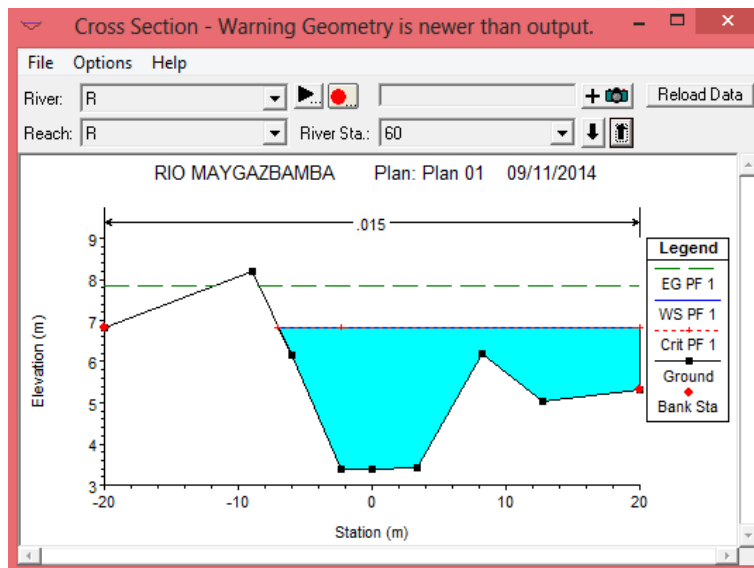 Cross Section - Warning Geometry is newer than output.
File Options Help
River: R Reload Data
Reach: R River Sta.: 60
RIO MAYGAZBAMBA Plan: Plan 01 09/11/2014
.015
Elevation (m)
9
8
7
6
5
4
3
-20 -10 0 10 20
Station (m)
Legend
EG PF 1
WS PF 1
Crit PF 1
Ground
Bank Sta